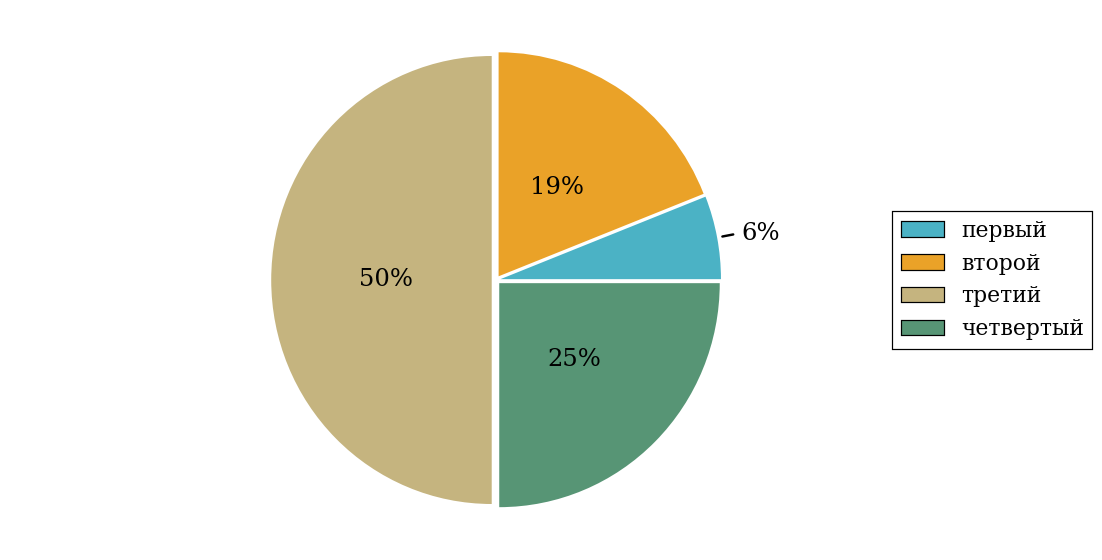 19%
6%
50%
25%
первый
второй
третий
четвертый